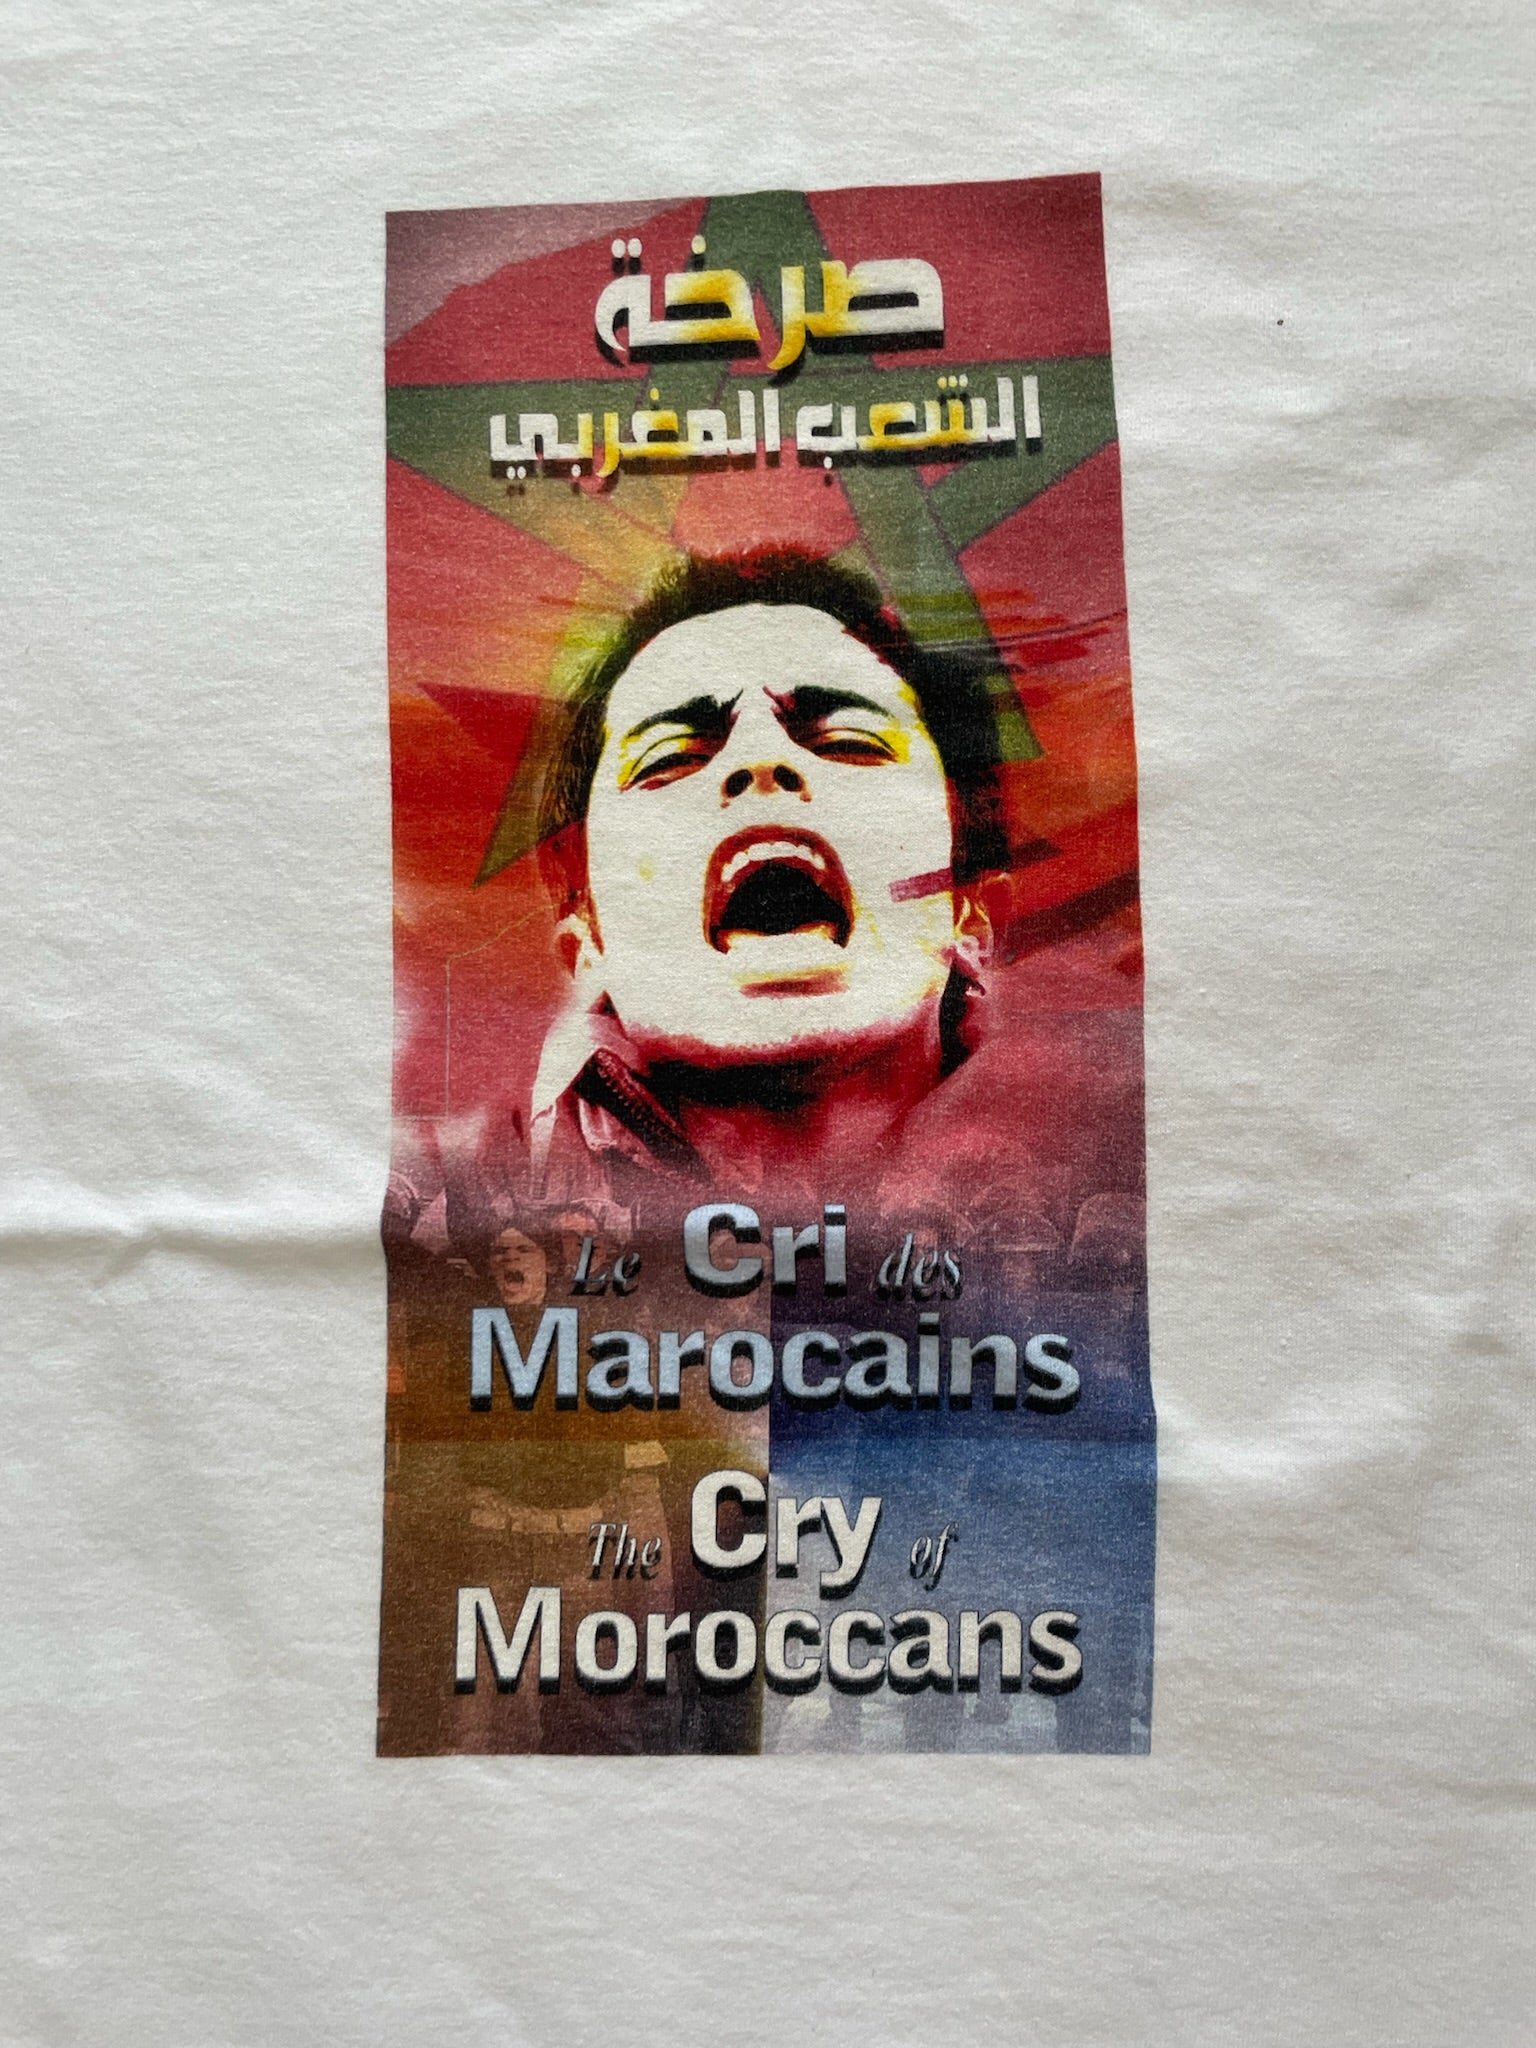 صرخة
الشعب المغربي
Le Cri des
Marocains
The Cry of
Moroccans